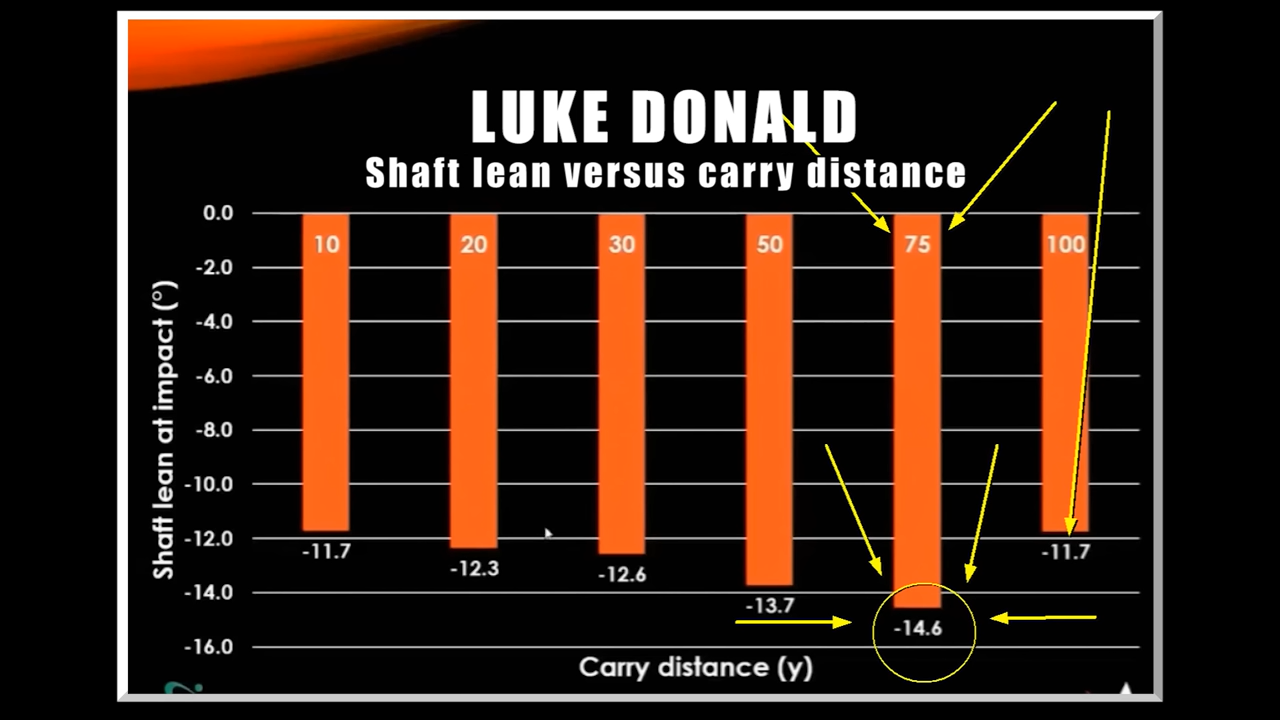 LUKE DONALD
Shaft lean versus carry distance
Shaft lean at impact (°)
0.0
-2.0
-4.0
-6.0
-8.0
-10.0
-12.0
-14.0
-16.0
10 20 30 50 75 100
-11.7 -12.3 -12.6 -13.7 -14.6 -11.7
Carry distance (y)